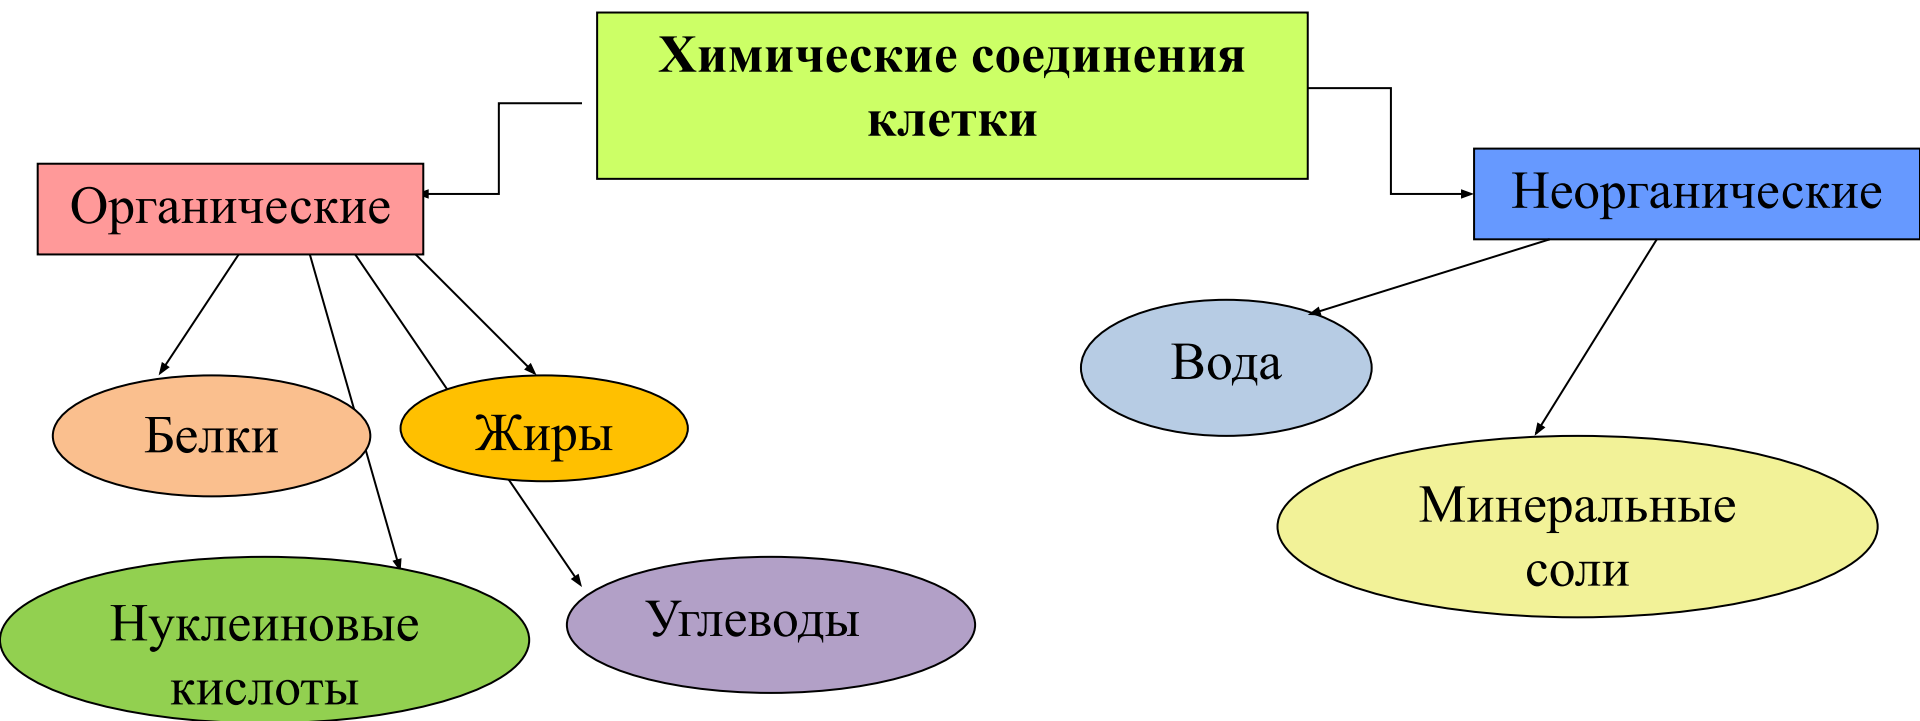 Химические соединения
клетки
Органические
Неорганические
Белки
Жиры
Вода
Минеральные
соли
Нуклеиновые
кислоты
Углеводы